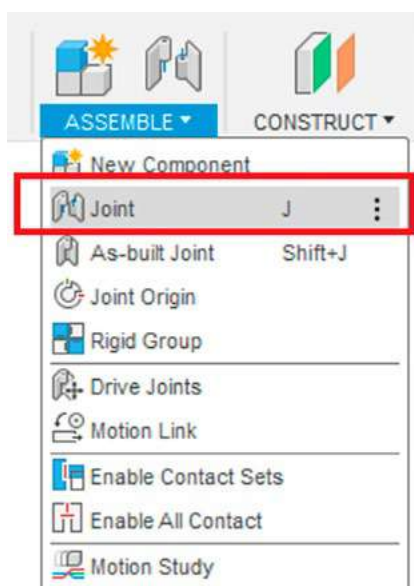 ASSEMBLE CONSTRUCT
New Component
Joint J
As-built Joint Shift+J
Joint Origin
Rigid Group
Drive Joints
Motion Link
Enable Contact Sets
Enable All Contact
Motion Study